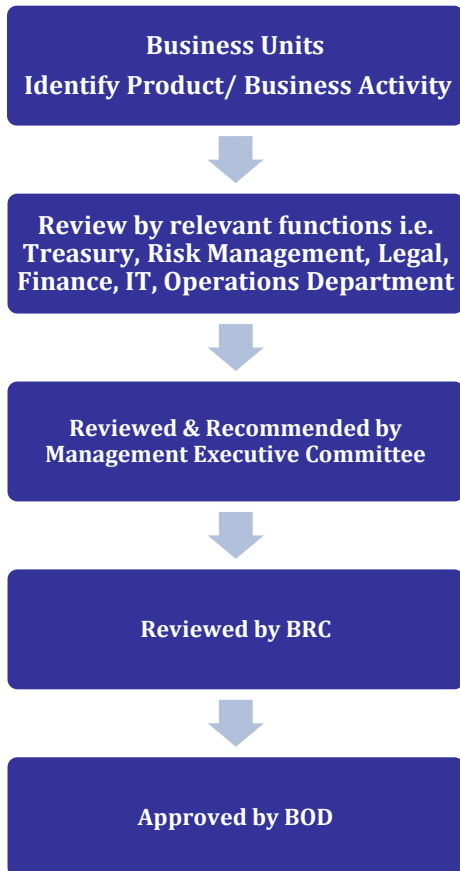 Business Units
Identify Product/ Business Activity
Review by relevant functions i.e.
Treasury, Risk Management, Legal,
Finance, IT, Operations Department
Reviewed & Recommended by
Management Executive Committee
Reviewed by BRC
Approved by BOD